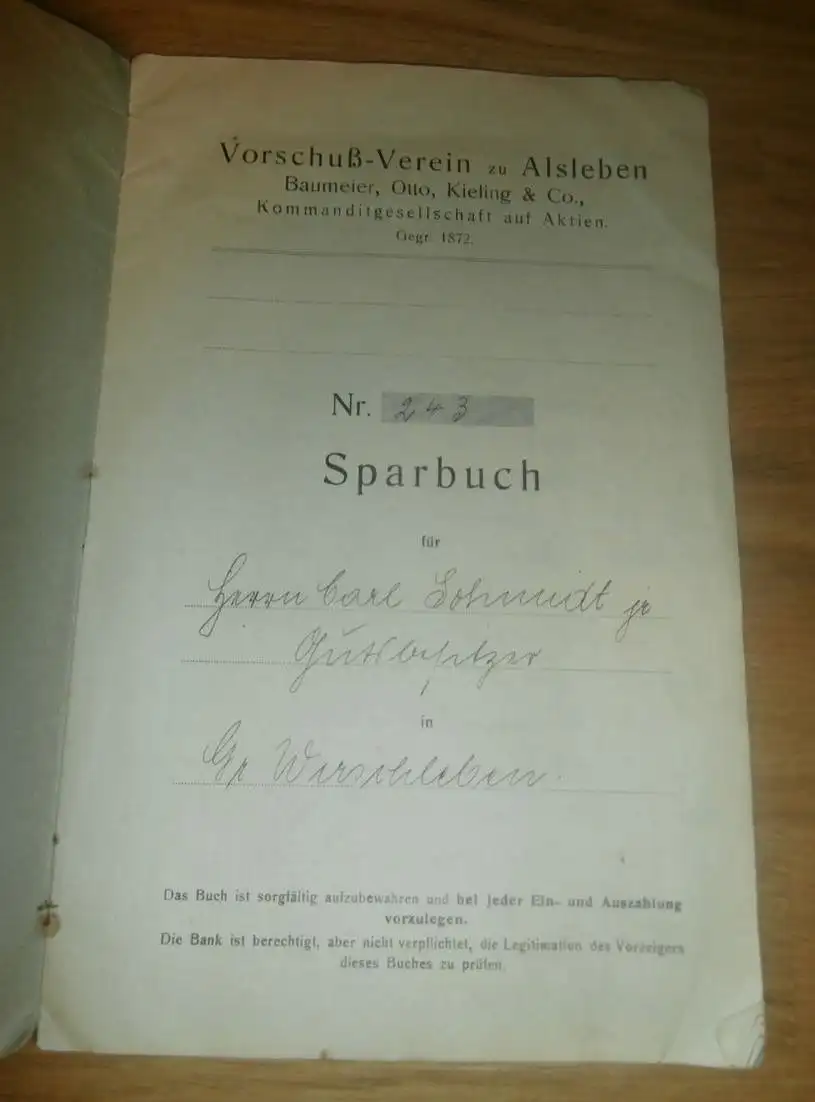 Vorschuß-Verein zu Alsleben
Baumeier, Otto, Kieling & Co.,
Kommanditgesellschaft auf Aktien.
Gegr. 1872.
Nr. 243
Sparbuch
für
Herrn Carl Schmidt jr
Gutsbesitzer
in
Gr Wirschleben.
Das Buch ist sorgfältig aufzubewahren und bei jeder Ein- und Auszahlung
vorzulegen.
Die Bank ist berechtigt, aber nicht verpflichtet, die Legitimation des Vorzeigers
dieses Buches zu prüfen.